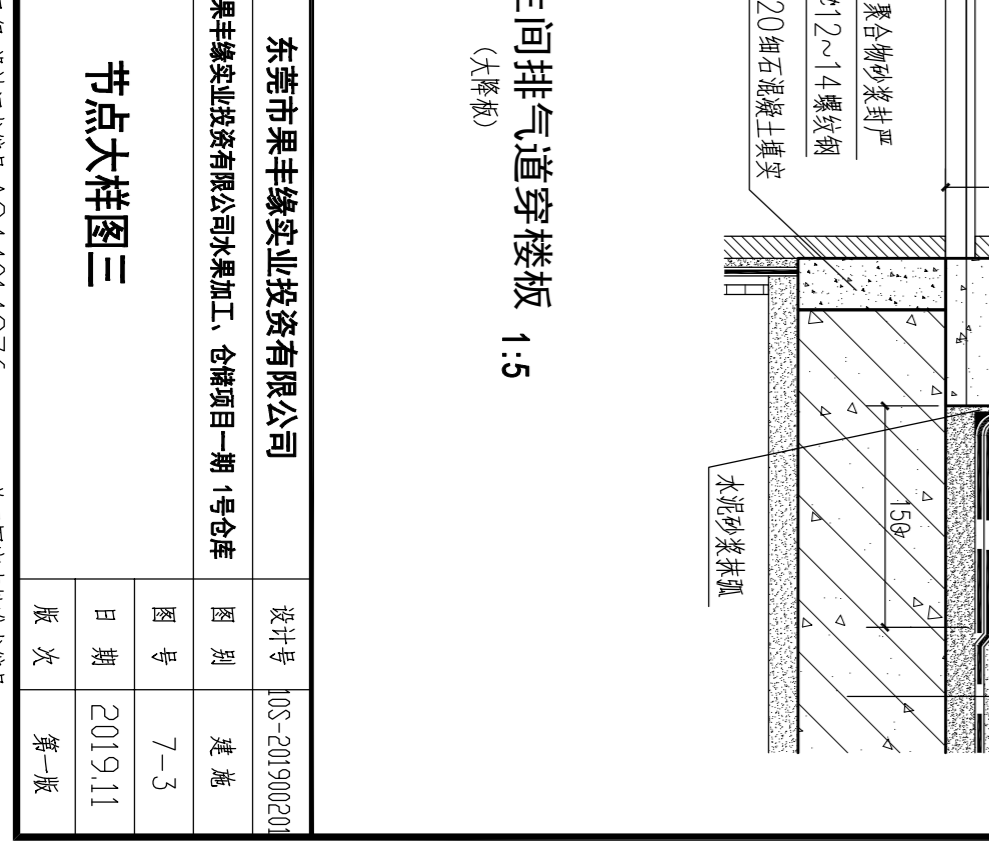 聚合物砂浆封严
12~14螺纹钢
20细石混凝土填实
150
水泥砂浆抹弧
间排气道穿楼板 1:5
(大降板)
东莞市果丰缘实业投资有限公司
果丰缘实业投资有限公司水果加工、仓储项目一期 1号仓库
节点大样图三
设计号 10S-201900201
图 别 建 施
图 号 7-3
日 期 2019.11
版 次 第一版